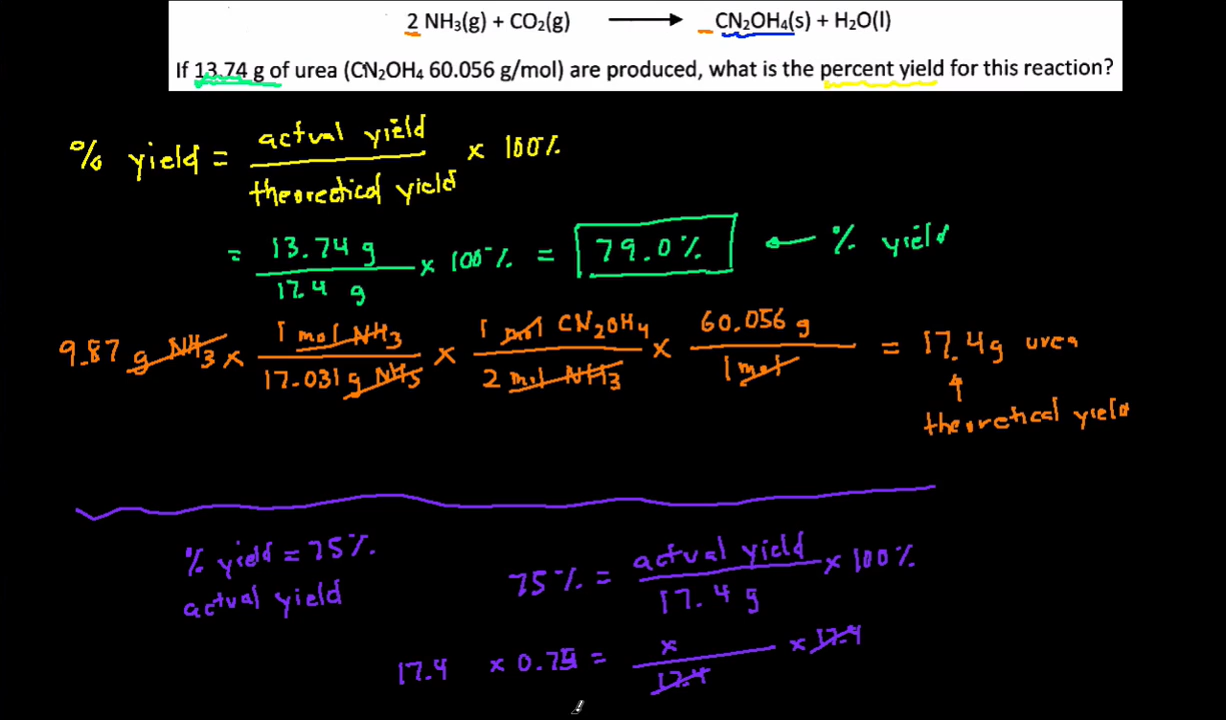 2 NH₃(g) + CO₂(g) ⟶ _ CN₂OH₄(s) + H₂O(l)
If 13.74 g of urea (CN₂OH₄ 60.056 g/mol) are produced, what is the percent yield for this reaction?
% yield = actual yield / theorectical yield × 100%
= 13.74 g / 17.4 g × 100% = 79.0% ← % yield
9.87 g NH₃ × 1 mol NH₃ / 17.031 g NH₃ × 1 mol CN₂OH₄ / 2 mol NH₃ × 60.056 g / 1 mol = 17.4g urea
↑
theoretical yield
% yield = 75%
actual yield
75% = actual yield / 17.4 g × 100%
17.4 × 0.75 = x / 17.4 × 17.4